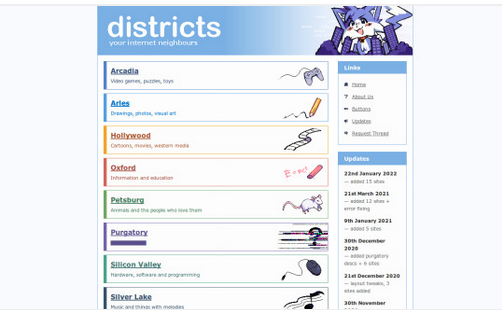 districts
your internet neighbours
Arcadia
Video games, puzzles, toys
Arles
Drawings, photos, visual art
Hollywood
Cartoons, movies, western media
Oxford
Information and education
E=mc²
Petsburg
Animals and the people who love them
Purgatory
Silicon Valley
Hardware, software and programming
Silver Lake
Music and things with melodies
Links
Home
About Us
Buttons
Updates
Request Thread
Updates
22nd January 2022
— added 15 sites
21st March 2021
— added 12 sites +
error fixing
9th January 2021
— added 5 sites
30th December
2020
— added purgatory
discs + 6 sites
21st December 2020
— layout tweaks, 3
added
30th November